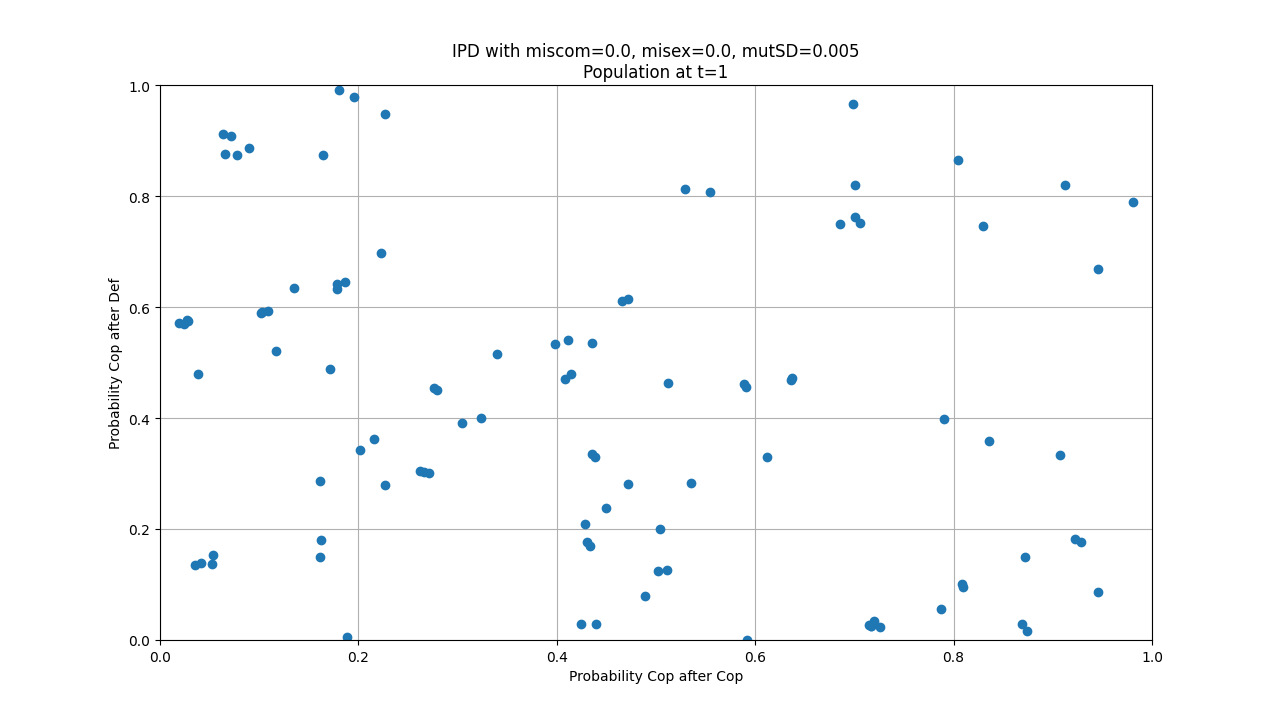 IPD with miscom=0.0, misex=0.0, mutSD=0.005
Population at t=1
1.0
0.8
0.6
0.4
0.2
0.0
Probability Cop after Def
0.0 0.2 0.4 0.6 0.8 1.0
Probability Cop after Cop